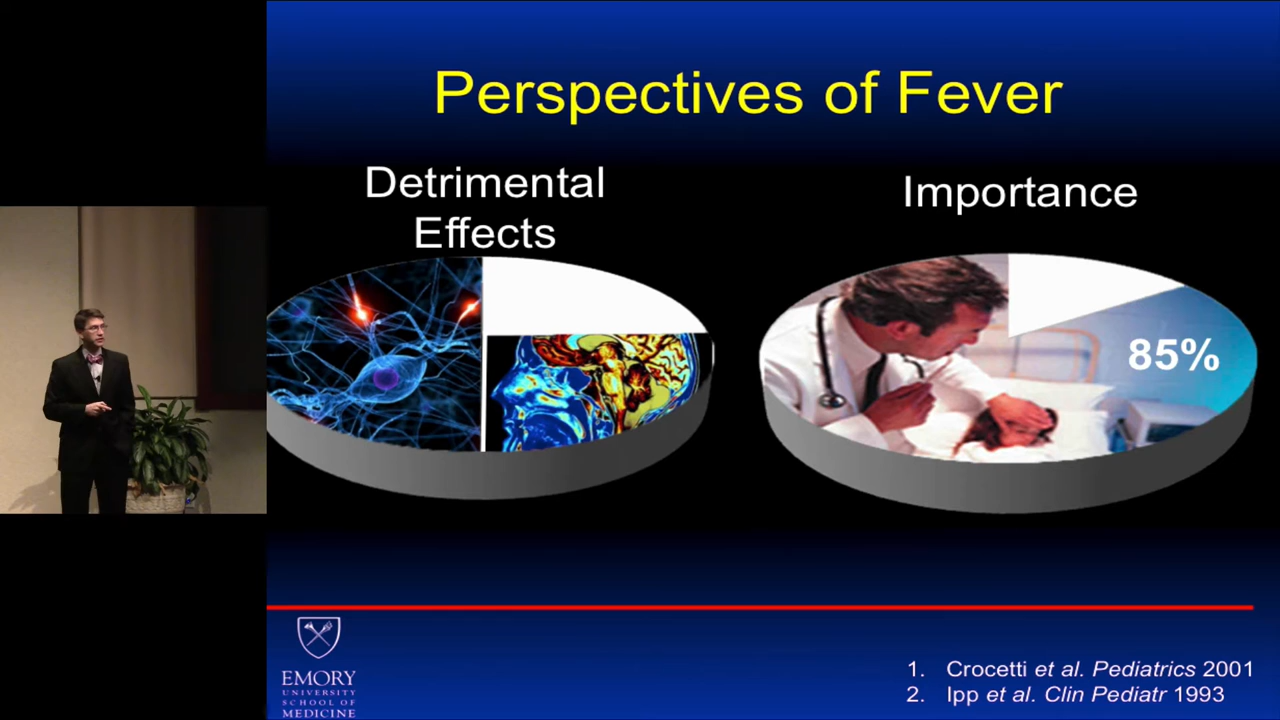 Perspectives of Fever
Detrimental
Effects
Importance
85%
EMORY
UNIVERSITY
SCHOOL OF
MEDICINE
1. Crocetti et al. Pediatrics 2001
2. Ipp et al. Clin Pediatr 1993